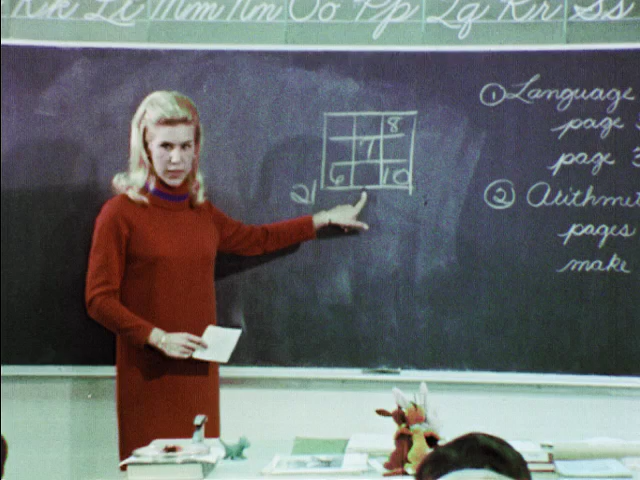 Kk Ll Mm Nn Oo Pp Qq Rr Ss
8
7
6 10
21
① Language
page
page 3
②
pages
make